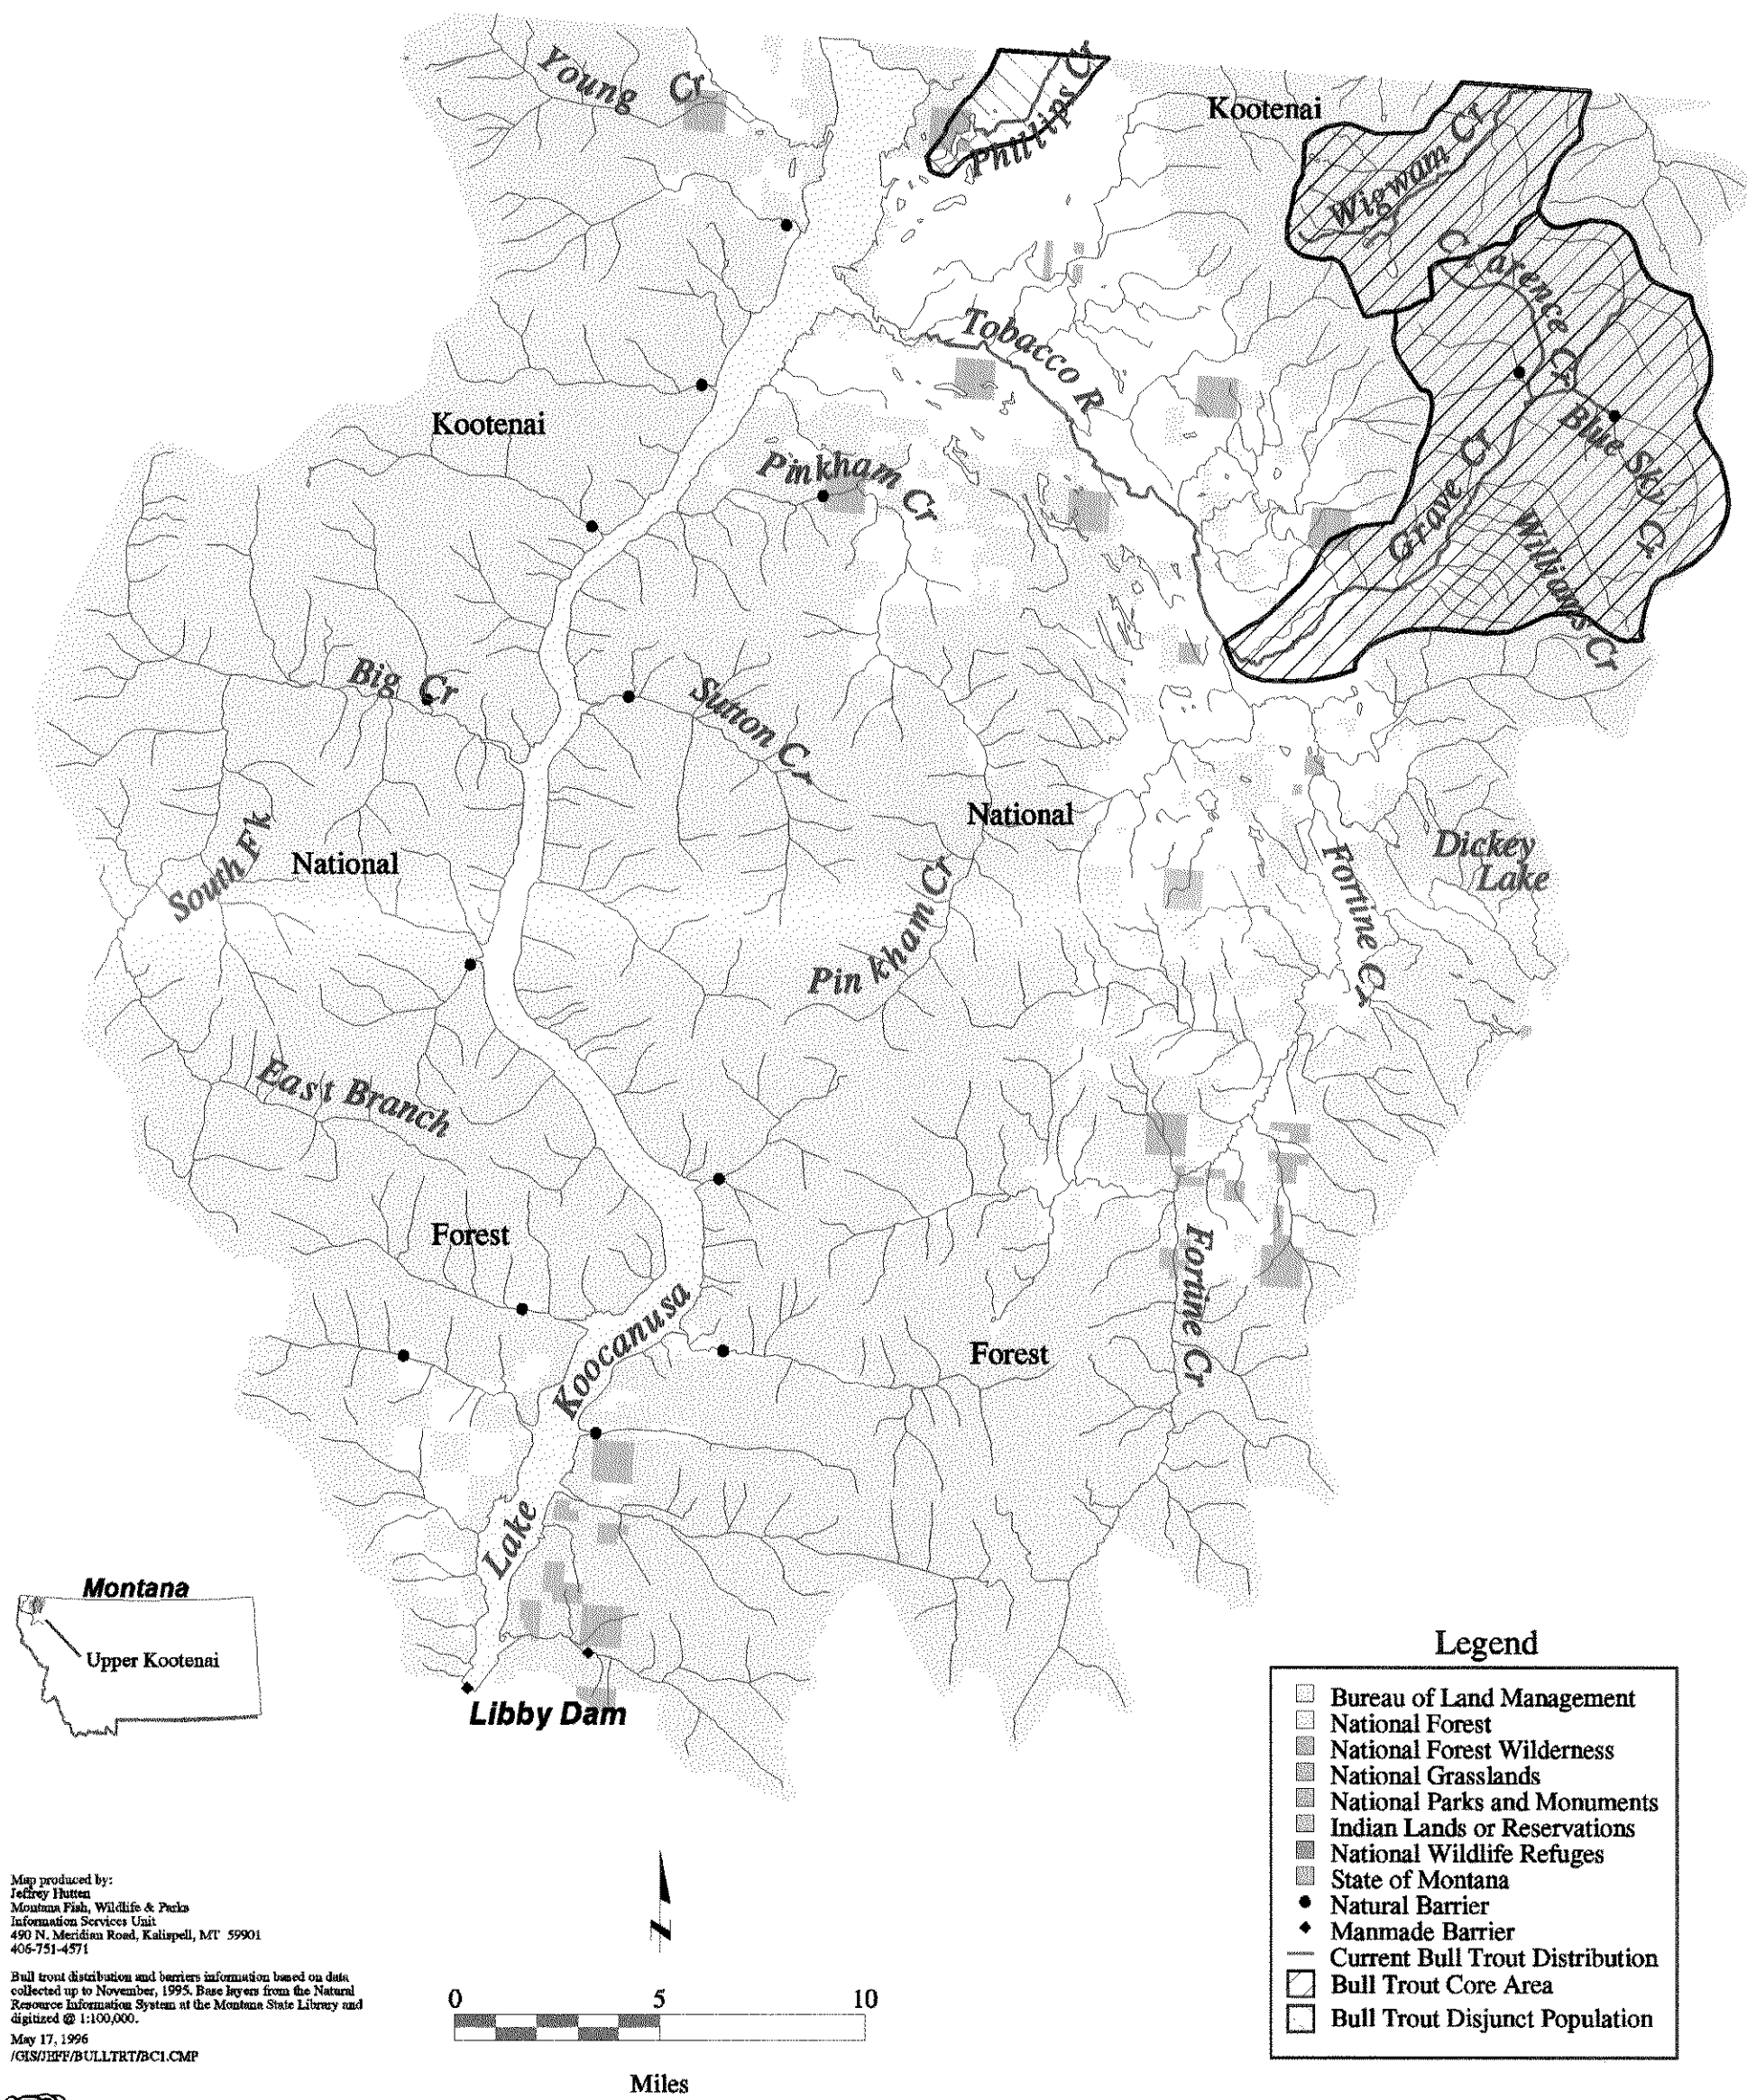 Young Cr
Phillips Cr
Kootenai
Wigwam Cr
Clarence Cr
Tobacco R
Kootenai
Blue Sky Cr
Pinkham Cr
Grave Cr
Williams Cr
Big Cr
Sutton Cr
National
Dickey
Lake
South Fk
National
Fortine Cr
Pinkham Cr
East Branch
Forest
Fortine Cr
Forest
Lake Koocanusa
Montana
Upper Kootenai
Libby Dam
Legend
Bureau of Land Management
National Forest
National Forest Wilderness
National Grasslands
National Parks and Monuments
Indian Lands or Reservations
National Wildlife Refuges
State of Montana
Natural Barrier
Manmade Barrier
Current Bull Trout Distribution
Bull Trout Core Area
Bull Trout Disjunct Population
Map produced by:
Jeffrey Hutten
Montana Fish, Wildlife & Parks
Information Services Unit
490 N. Meridian Road, Kalispell, MT 59901
406-751-4571
Bull trout distribution and barriers information based on data
collected up to November, 1995. Base layers from the Natural
Resource Information System at the Montana State Library and
digitized @ 1:100,000.
May 17, 1996
/GIS/JEFF/BULLTRT/BC1.CMP
N
0 5 10
Miles